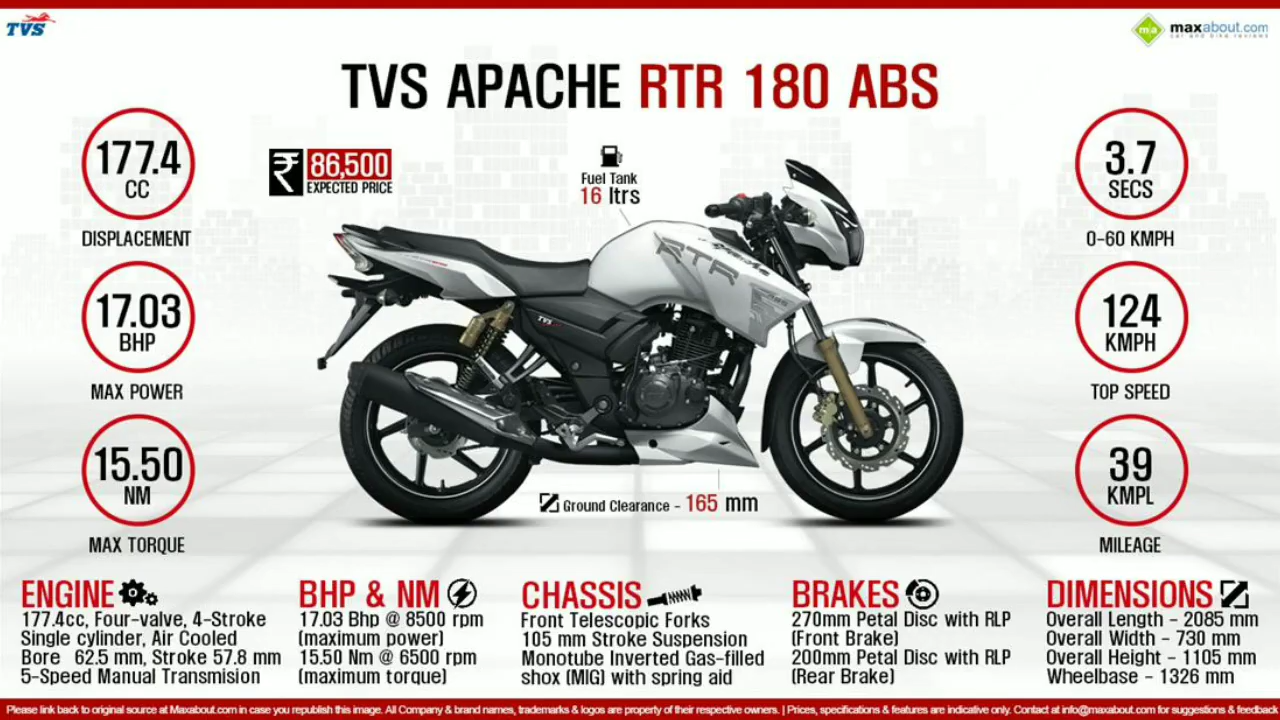 TVS
maxabout.com
car and bike reviews
TVS APACHE RTR 180 ABS
177.4
CC
DISPLACEMENT
17.03
BHP
MAX POWER
15.50
NM
MAX TORQUE
₹ 86,500
EXPECTED PRICE
Fuel Tank
16 ltrs
RTR
TVS
Ground Clearance - 165 mm
3.7
SECS
0-60 KMPH
124
KMPH
TOP SPEED
39
KMPL
MILEAGE
ENGINE
177.4cc, Four-valve, 4-Stroke
Single cylinder, Air Cooled
Bore 62.5 mm, Stroke 57.8 mm
5-Speed Manual Transmision
BHP & NM
17.03 Bhp @ 8500 rpm
(maximum power)
15.50 Nm @ 6500 rpm
(maximum torque)
CHASSIS
Front Telescopic Forks
105 mm Stroke Suspension
Monotube Inverted Gas-filled
shox (MIG) with spring aid
BRAKES
270mm Petal Disc with RLP
(Front Brake)
200mm Petal Disc with RLP
(Rear Brake)
DIMENSIONS
Overall Length - 2085 mm
Overall Width - 730 mm
Overall Height - 1105 mm
Wheelbase - 1326 mm
Please link back to original source at Maxabout.com in case you republish this image. All Company & brand names, trademarks & logos are property of their respective owners. | Prices, specifications & features are indicative only. Contact at info@maxabout.com for suggestions & feedback